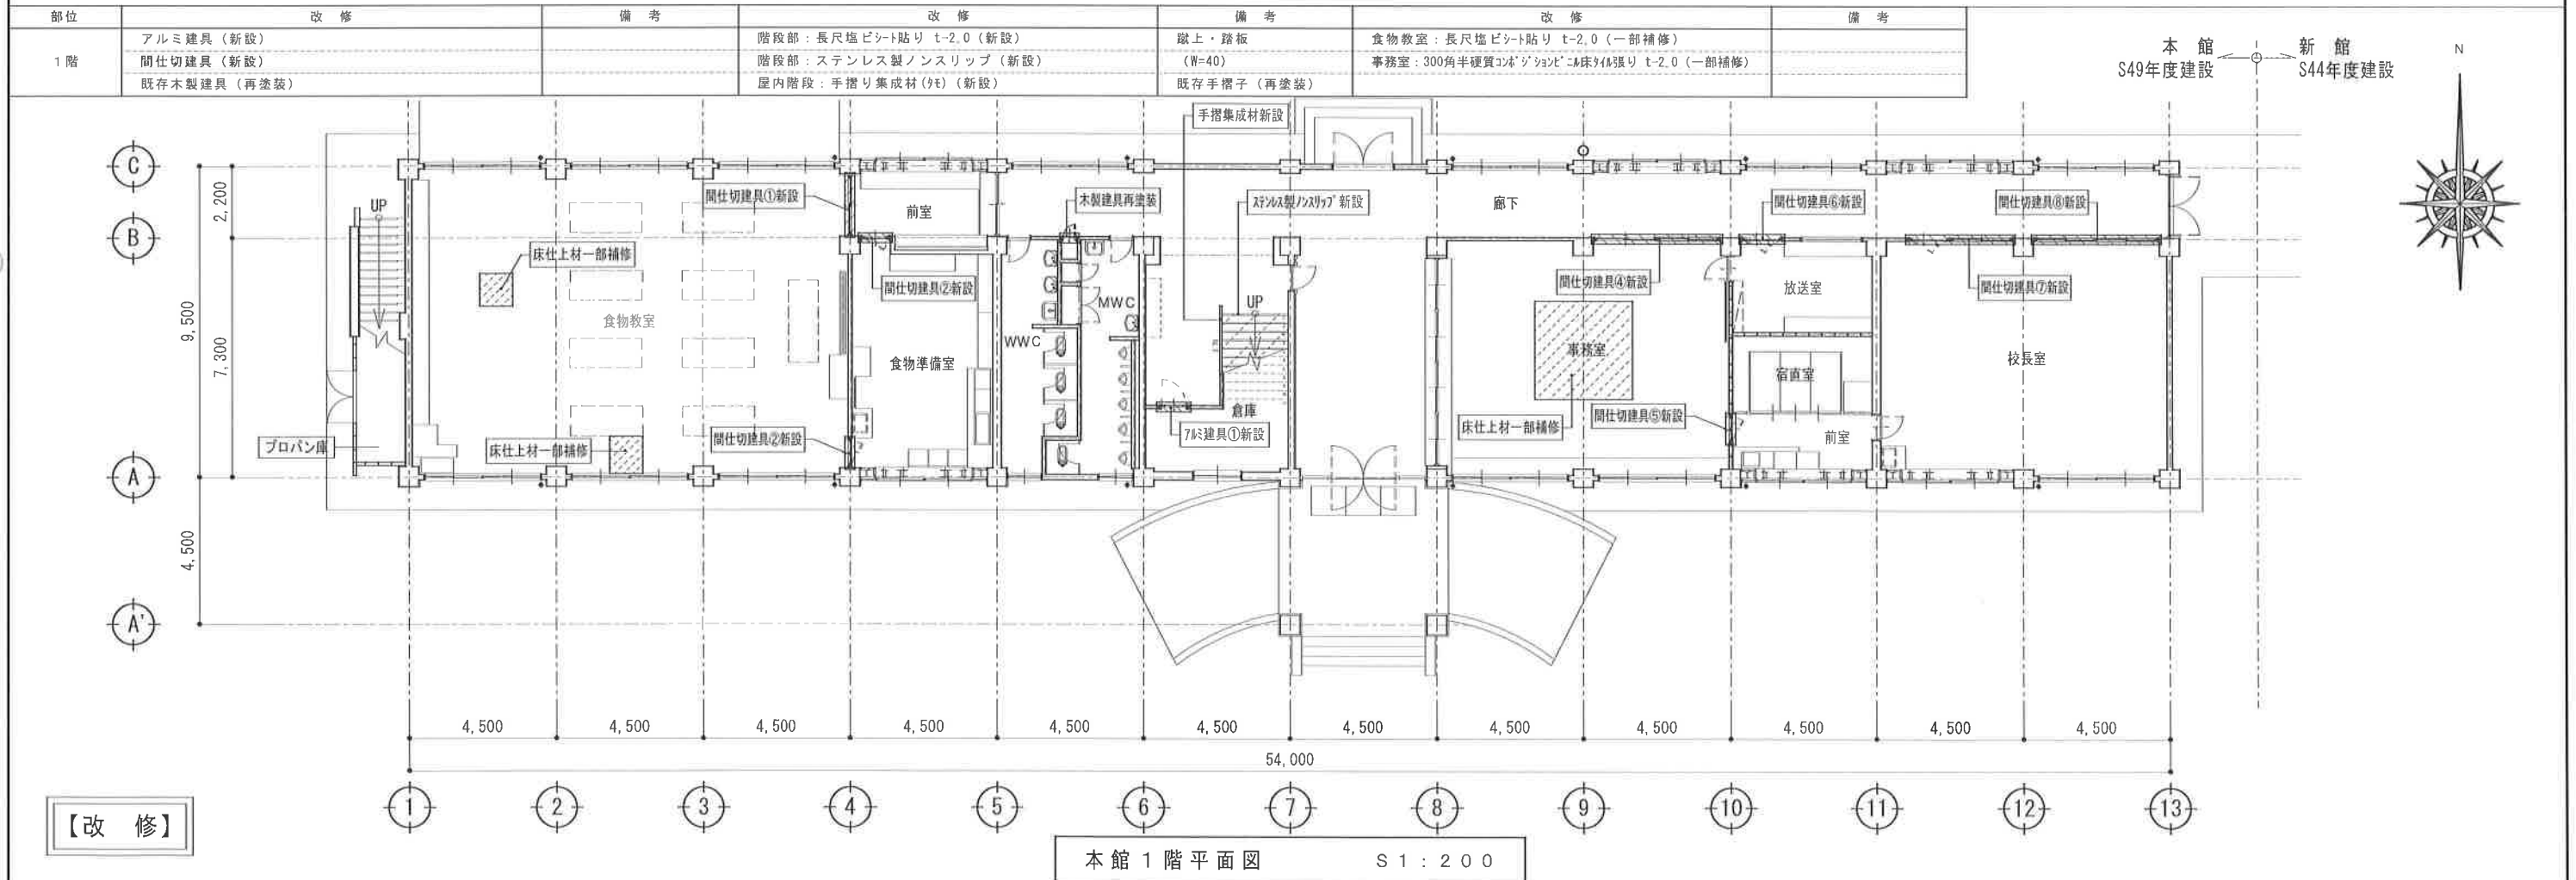 部位 改修 備考 改修 備考 改修 備考
1階
アルミ建具（新設）
間仕切建具（新設）
既存木製建具（再塗装）
階段部：長尺塩ビシート貼り t-2.0（新設）
階段部：ステンレス製ノンスリップ（新設）
屋内階段：手摺り集成材(ﾀﾓ)（新設）
蹴上・踏板
(W=40)
既存手摺子（再塗装）
食物教室：長尺塩ビシート貼り t-2.0（一部補修）
事務室：300角半硬質ｺﾝﾎﾟｼﾞｼｮﾝﾋﾞﾆﾙ床ﾀｲﾙ張り t-2.0（一部補修）
本館
S49年度建設
新館
S44年度建設
N
手摺集成材新設
C
B
A
A'
2,200
7,300
9,500
4,500
UP
間仕切建具①新設
前室
木製建具再塗装
ｽﾃﾝﾚｽ製ﾉﾝｽﾘｯﾌﾟ新設
廊下
間仕切建具⑥新設
間仕切建具⑧新設
床仕上材一部補修
間仕切建具②新設
間仕切建具④新設
放送室
間仕切建具⑦新設
食物教室
MWC
UP
WWC
食物準備室
事務室
宿直室
校長室
倉庫
間仕切建具⑤新設
プロパン庫
床仕上材一部補修
間仕切建具②新設
ｱﾙﾐ建具①新設
床仕上材一部補修
前室
4,500 4,500 4,500 4,500 4,500 4,500 4,500 4,500 4,500 4,500 4,500 4,500
54,000
1 2 3 4 5 6 7 8 9 10 11 12 13
【改修】
本館1階平面図 S1:200